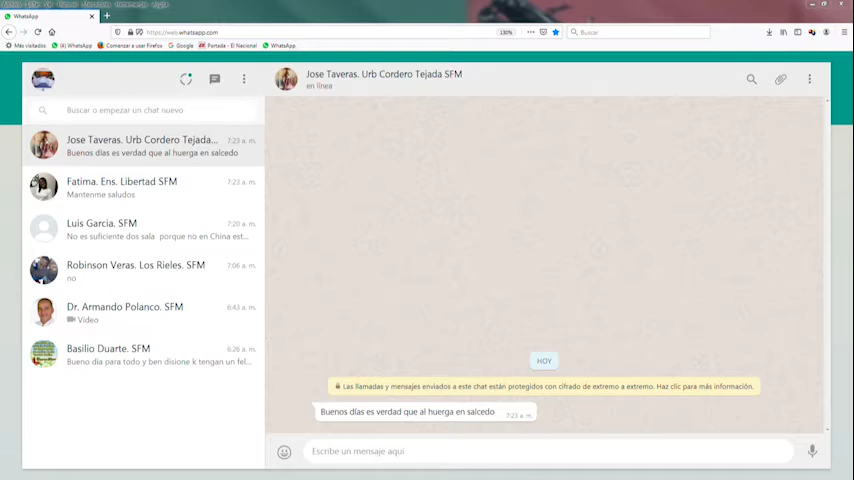 WhatsApp
https://web.whatsapp.com
130%
Buscar
Más visitados
(4) WhatsApp
Comenzar a usar Firefox
Google
Portada - El Nacional
WhatsApp
Buscar o empezar un chat nuevo
Jose Taveras. Urb Cordero Tejada...
7:23 a. m.
Buenos días es verdad que al huerga en salcedo
Fatima. Ens. Libertad SFM
7:23 a. m.
Mantenme saludos
Luis Garcia. SFM
7:20 a. m.
No es suficiente dos sala porque no en China est...
Robinson Veras. Los Rieles. SFM
7:06 a. m.
no
Dr. Armando Polanco. SFM
6:43 a. m.
Vídeo
Basilio Duarte. SFM
6:26 a. m.
Bueno dia para todo y ben disione k tengan un fel...
Jose Taveras. Urb Cordero Tejada SFM
en línea
HOY
Las llamadas y mensajes enviados a este chat están protegidos con cifrado de extremo a extremo. Haz clic para más información.
Buenos días es verdad que al huerga en salcedo
7:23 a. m.
Escribe un mensaje aquí